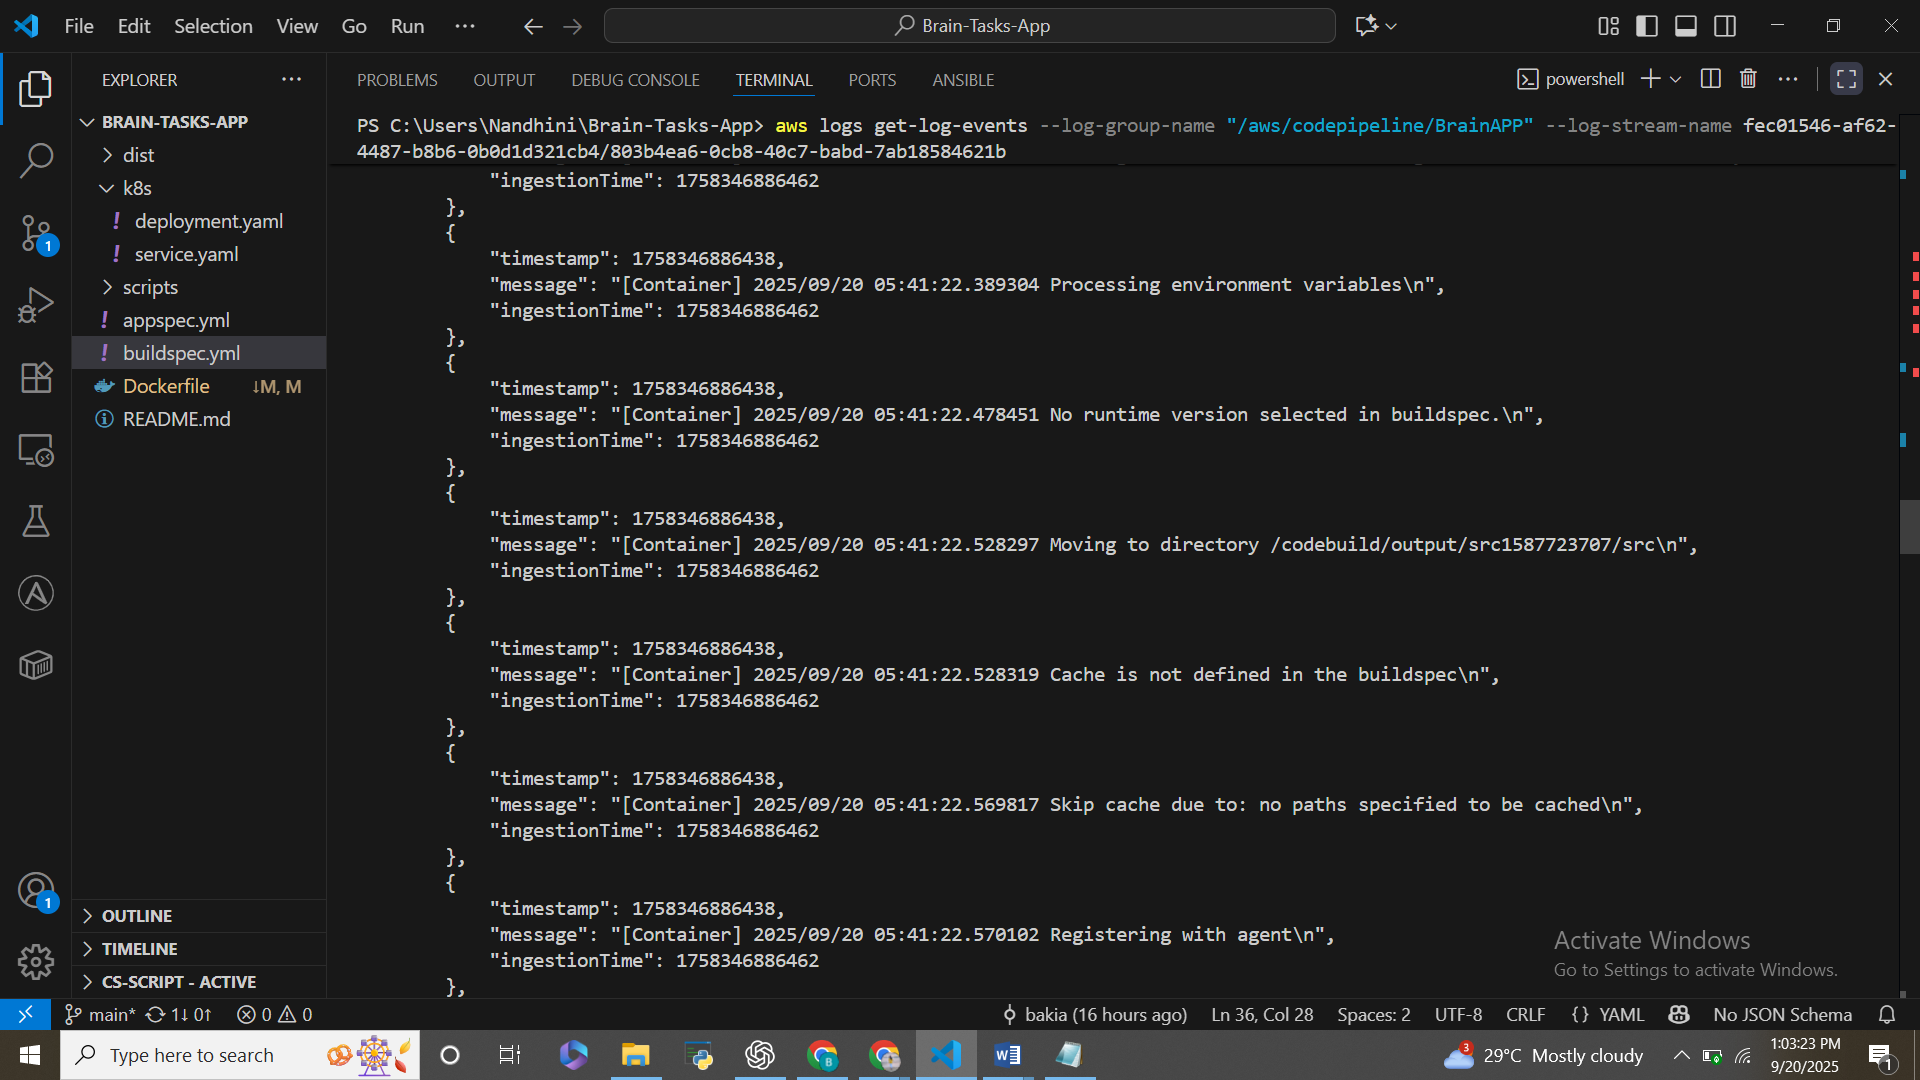 File Edit Selection View Go Run ...
Brain-Tasks-App
EXPLORER
PROBLEMS OUTPUT DEBUG CONSOLE TERMINAL PORTS ANSIBLE
powershell
BRAIN-TASKS-APP
dist
k8s
! deployment.yaml
! service.yaml
scripts
! appspec.yml
! buildspec.yml
Dockerfile ↓M, M
README.md
PS C:\Users\Nandhini\Brain-Tasks-App> aws logs get-log-events --log-group-name "/aws/codepipeline/BrainAPP" --log-stream-name fec01546-af62-
4487-b8b6-0b0d1d321cb4/803b4ea6-0cb8-40c7-babd-7ab18584621b
"ingestionTime": 1758346886462
},
{
"timestamp": 1758346886438,
"message": "[Container] 2025/09/20 05:41:22.389304 Processing environment variables\n",
"ingestionTime": 1758346886462
},
{
"timestamp": 1758346886438,
"message": "[Container] 2025/09/20 05:41:22.478451 No runtime version selected in buildspec.\n",
"ingestionTime": 1758346886462
},
{
"timestamp": 1758346886438,
"message": "[Container] 2025/09/20 05:41:22.528297 Moving to directory /codebuild/output/src1587723707/src\n",
"ingestionTime": 1758346886462
},
{
"timestamp": 1758346886438,
"message": "[Container] 2025/09/20 05:41:22.528319 Cache is not defined in the buildspec\n",
"ingestionTime": 1758346886462
},
{
"timestamp": 1758346886438,
"message": "[Container] 2025/09/20 05:41:22.569817 Skip cache due to: no paths specified to be cached\n",
"ingestionTime": 1758346886462
},
{
"timestamp": 1758346886438,
"message": "[Container] 2025/09/20 05:41:22.570102 Registering with agent\n",
"ingestionTime": 1758346886462
},
1
1
OUTLINE
TIMELINE
CS-SCRIPT - ACTIVE
Activate Windows
Go to Settings to activate Windows.
main* 1↓ 0↑ 0 0
bakia (16 hours ago) Ln 36, Col 28 Spaces: 2 UTF-8 CRLF {} YAML No JSON Schema
Type here to search
3
29°C Mostly cloudy
1:03:23 PM
9/20/2025
1